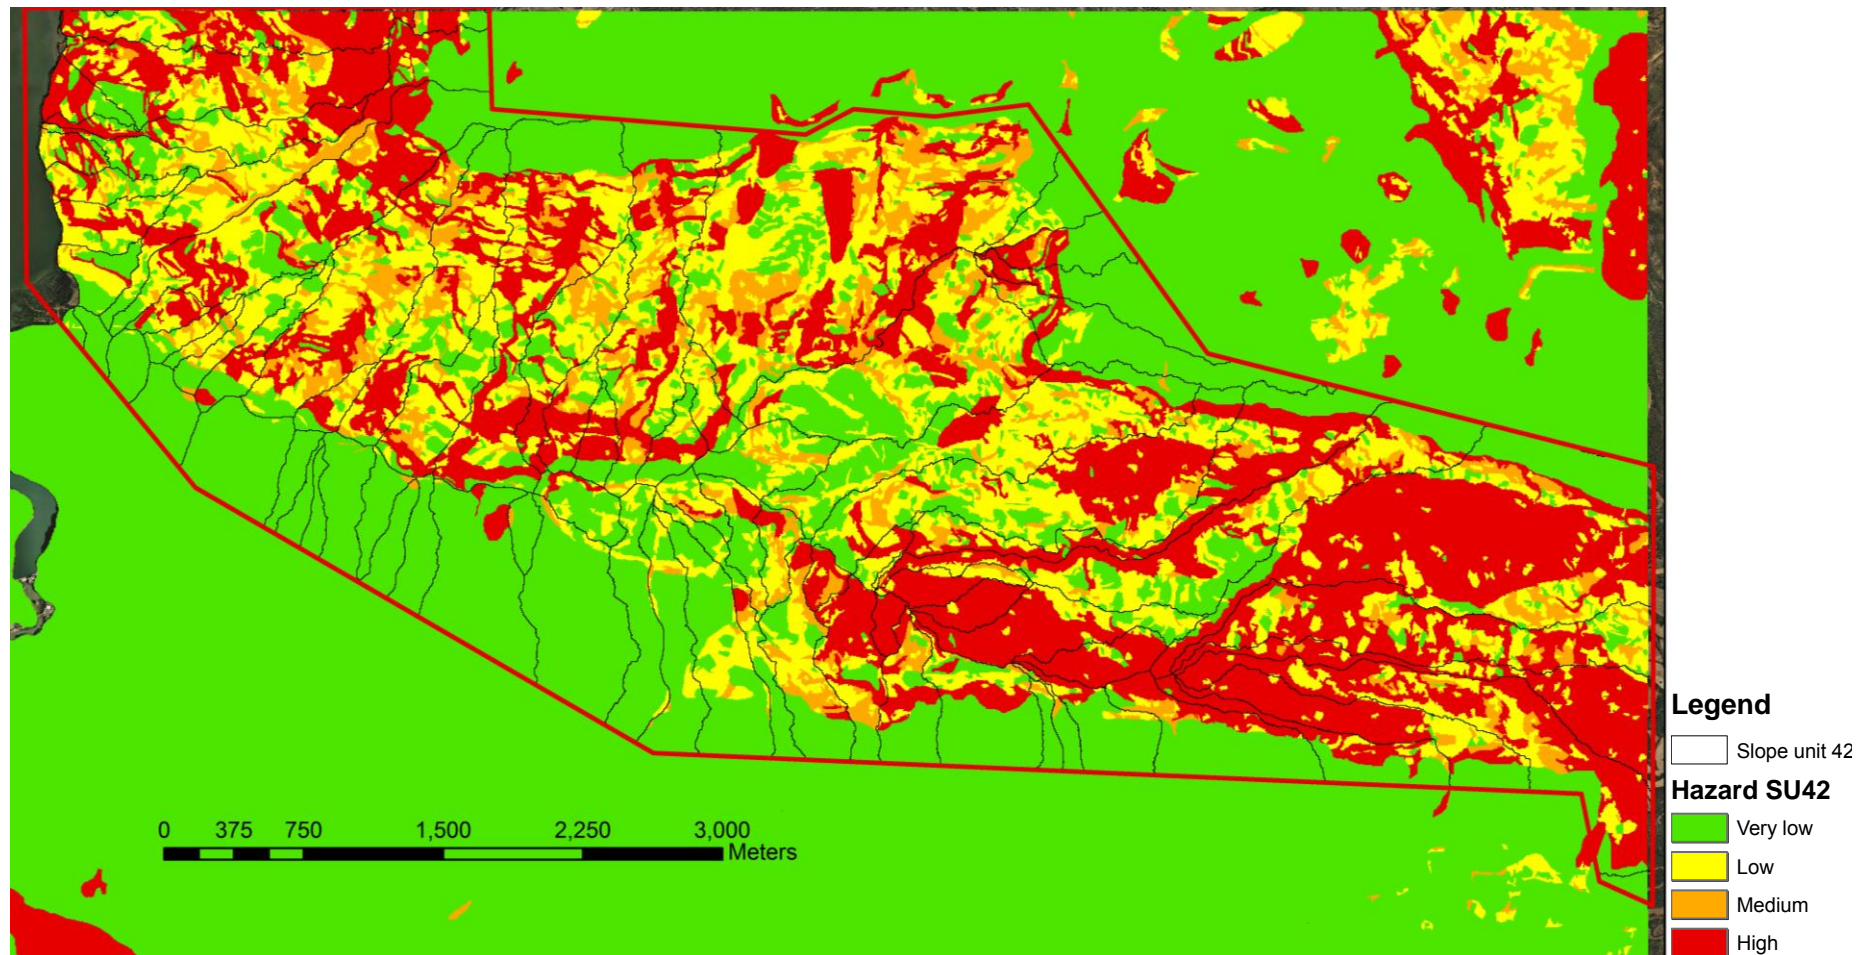 0 375 750 1,500 2,250 3,000
Meters
Legend
Slope unit 42
Hazard SU42
Very low
Low
Medium
High